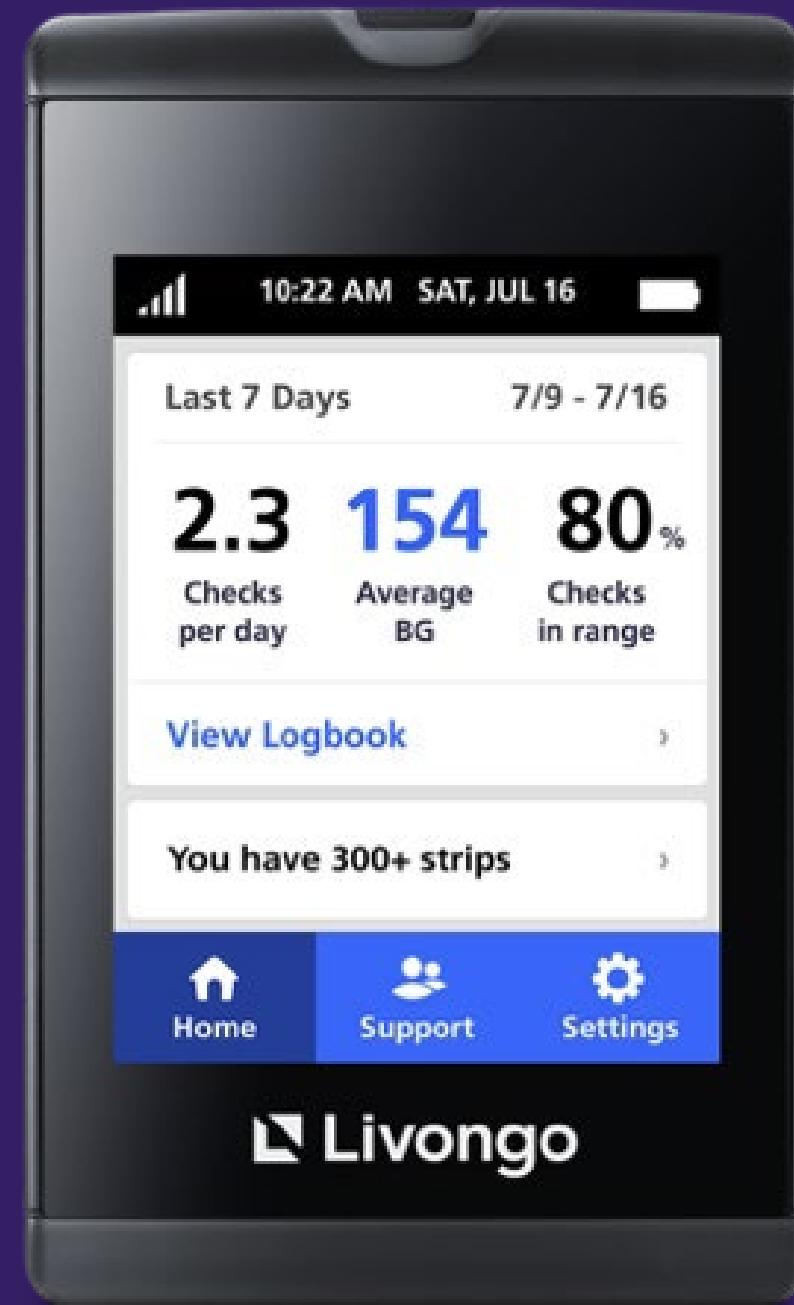 10:22 AM SAT, JUL 16
Last 7 Days 7/9 - 7/16
2.3 154 80%
Checks per day
Average BG
Checks in range
View Logbook
You have 300+ strips
Home Support Settings
Livongo